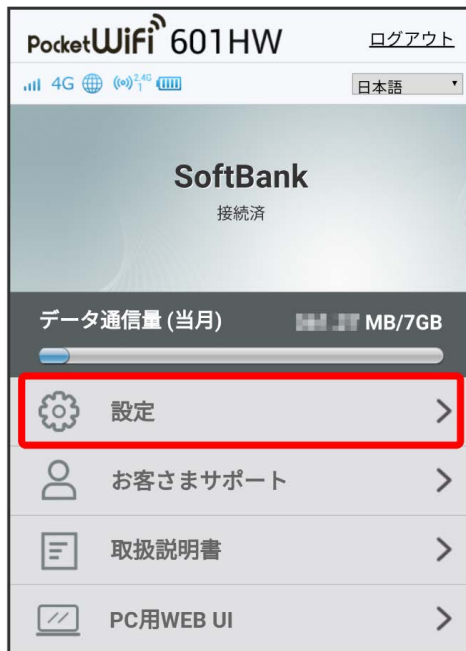 PocketWiFi 601HW ログアウト
4G 2.4G 1 日本語
SoftBank
接続済
データ通信量 (当月) MB/7GB
設定
お客さまサポート
取扱説明書
PC用WEB UI